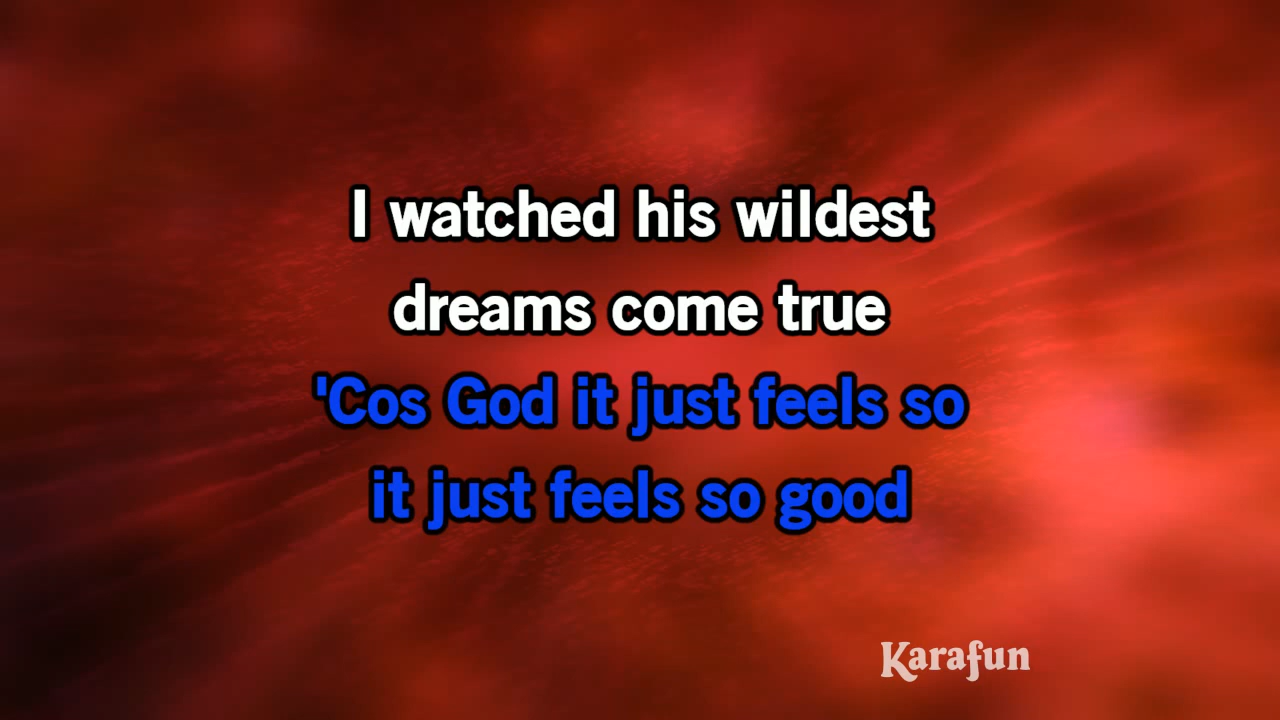 I watched his wildest
dreams come true
'Cos God it just feels so
it just feels so good
Karafun